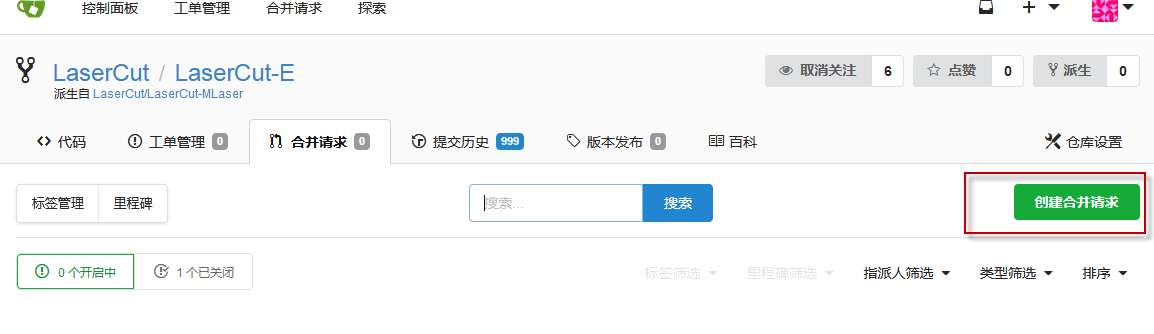 控制面板 工单管理 合并请求 探索
LaserCut / LaserCut-E 取消关注 6 点赞 0 派生 0
派生自 LaserCut/LaserCut-MLaser
代码 工单管理 0 合并请求 0 提交历史 999 版本发布 0 百科 仓库设置
标签管理 里程碑 搜索... 搜索 创建合并请求
0 个开启中 1 个已关闭 标签筛选 里程碑筛选 指派人筛选 类型筛选 排序